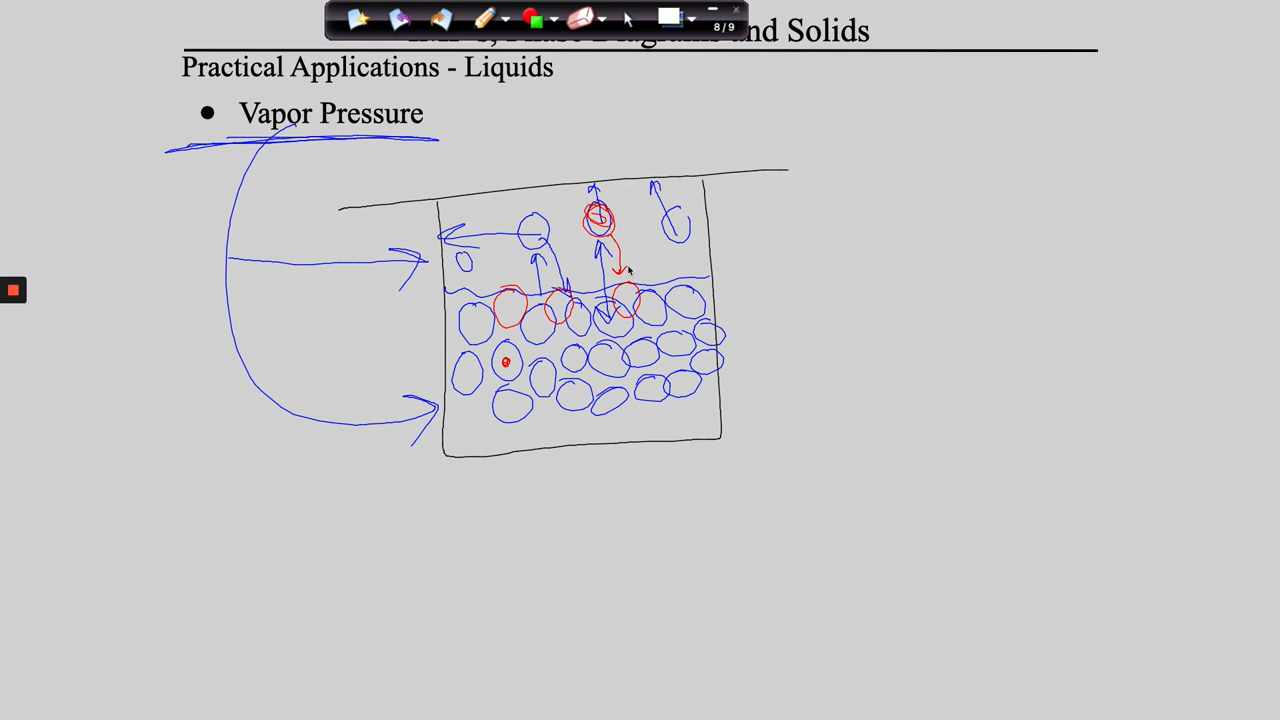 8/9
and Solids
Practical Applications - Liquids
● Vapor Pressure